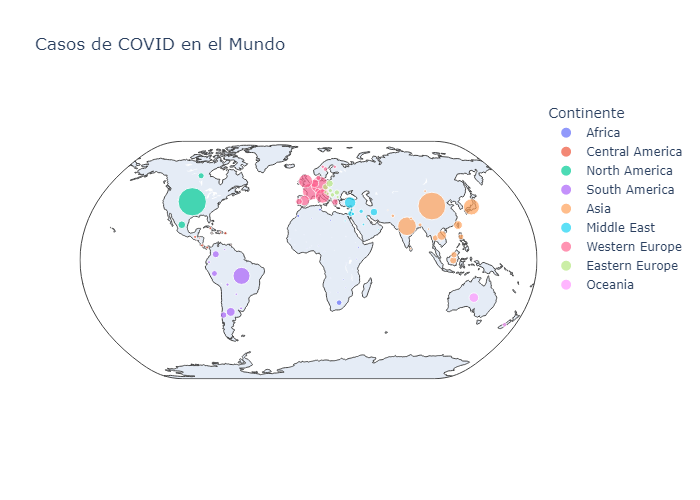 Casos de COVID en el Mundo
Continente
Africa
Central America
North America
South America
Asia
Middle East
Western Europe
Eastern Europe
Oceania